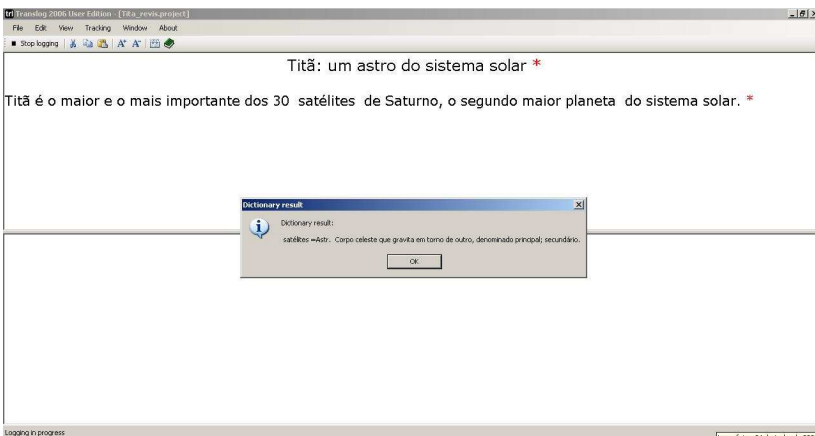 trl Translog 2006 User Edition - [Tita_revis.project]
File Edit View Tracking Window About
Stop logging A+ A-
Titã: um astro do sistema solar *
Titã é o maior e o mais importante dos 30 satélites de Saturno, o segundo maior planeta do sistema solar. *
Dictionary result
Dictionary result:
satélites =Astr. Corpo celeste que gravita em torno de outro, denominado principal; secundário.
OK
Logging in progress